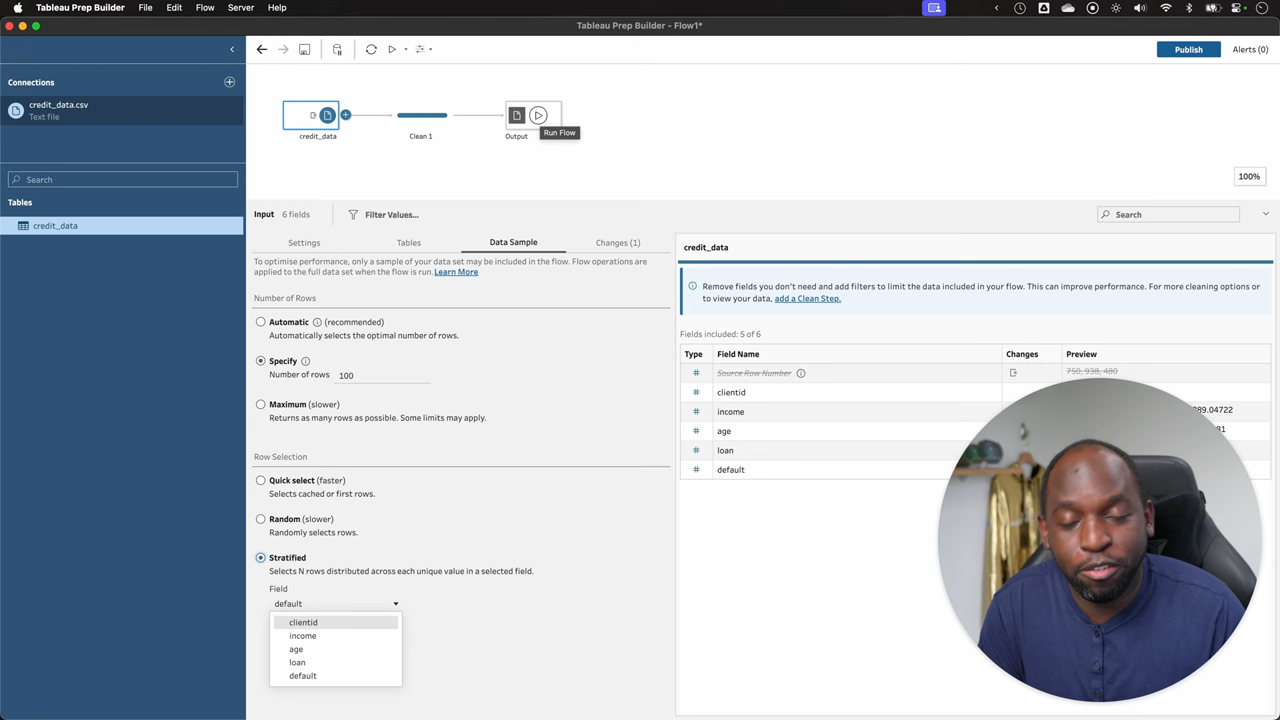 Tableau Prep Builder File Edit Flow Server Help
Tableau Prep Builder - Flow1*
Publish Alerts (0)
Connections
credit_data.csv
Text file
Search
Tables
credit_data
credit_data
Clean 1
Output
Run Flow
100%
Input 6 fields Filter Values...
Search
Settings Tables Data Sample Changes (1)
To optimise performance, only a sample of your data set may be included in the flow. Flow operations are
applied to the full data set when the flow is run. Learn More
Number of Rows
Automatic (recommended)
Automatically selects the optimal number of rows.
Specify
Number of rows 100
Maximum (slower)
Returns as many rows as possible. Some limits may apply.
Row Selection
Quick select (faster)
Selects cached or first rows.
Random (slower)
Randomly selects rows.
Stratified
Selects N rows distributed across each unique value in a selected field.
Field
default
clientid
income
age
loan
default
credit_data
Remove fields you don't need and add filters to limit the data included in your flow. This can improve performance. For more cleaning options or
to view your data, add a Clean Step.
Fields included: 5 of 6
Type Field Name Changes Preview
# Source Row Number 750, 938, 480
# clientid
# income 89.04722
# age 31
# loan
# default